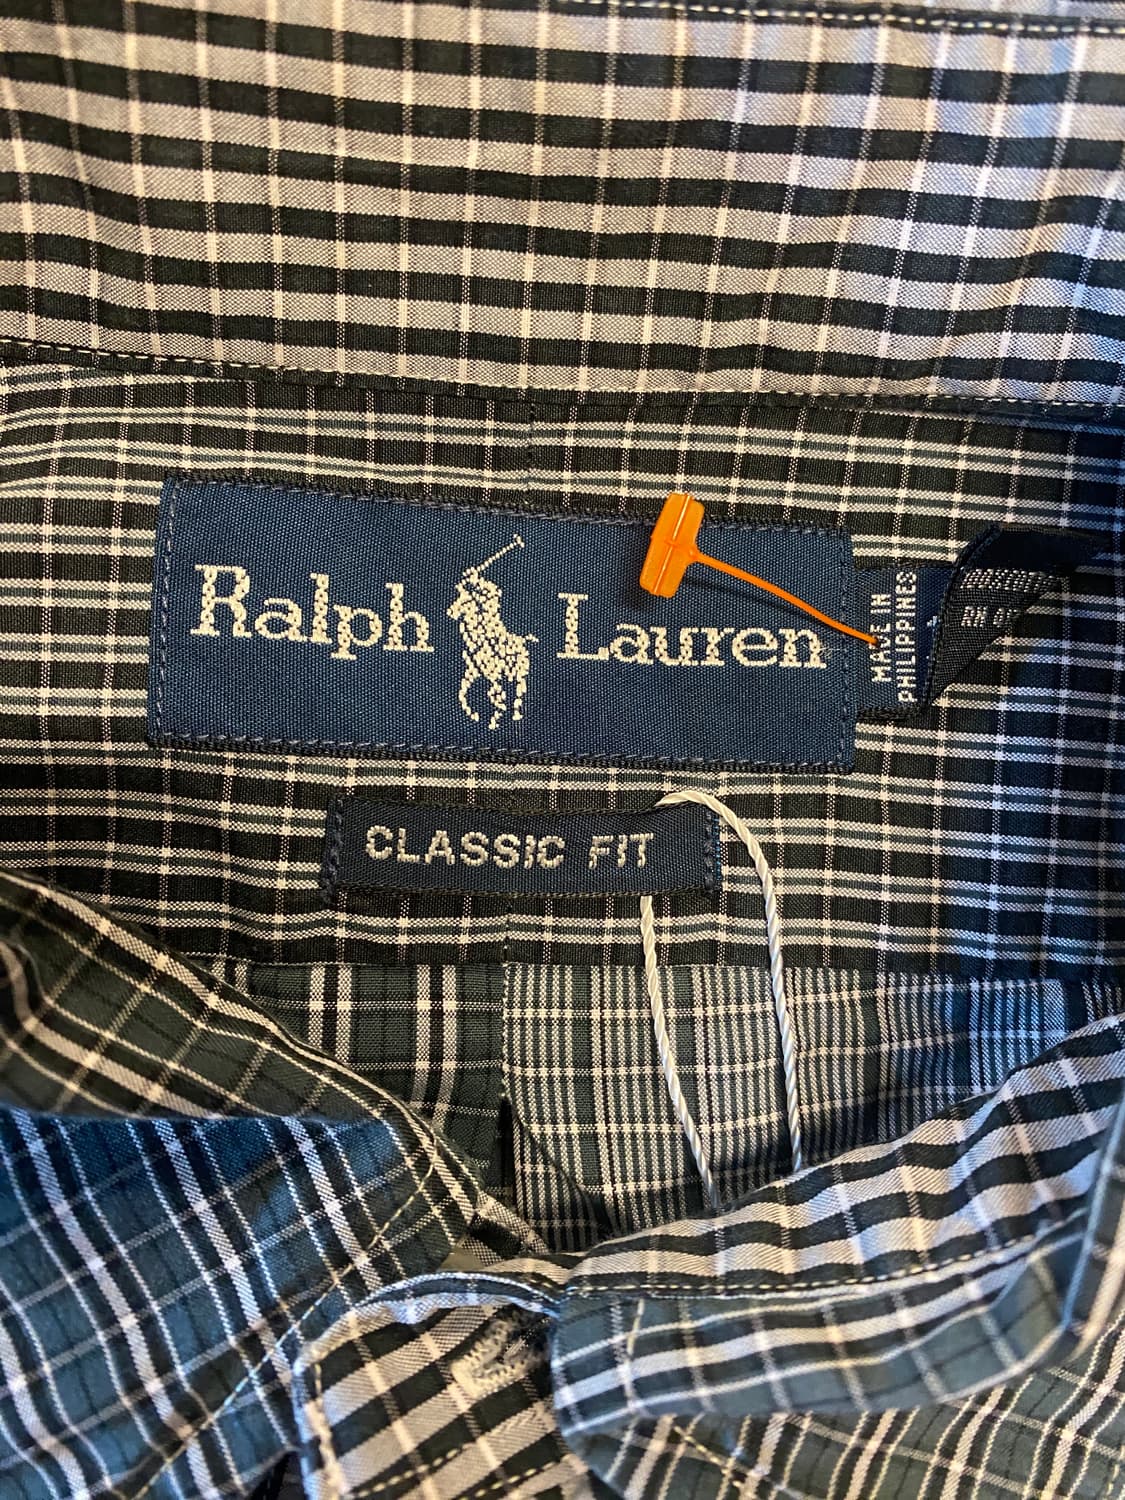 Ralph Lauren
MADE IN
PHILIPPINES
CLASSIC FIT